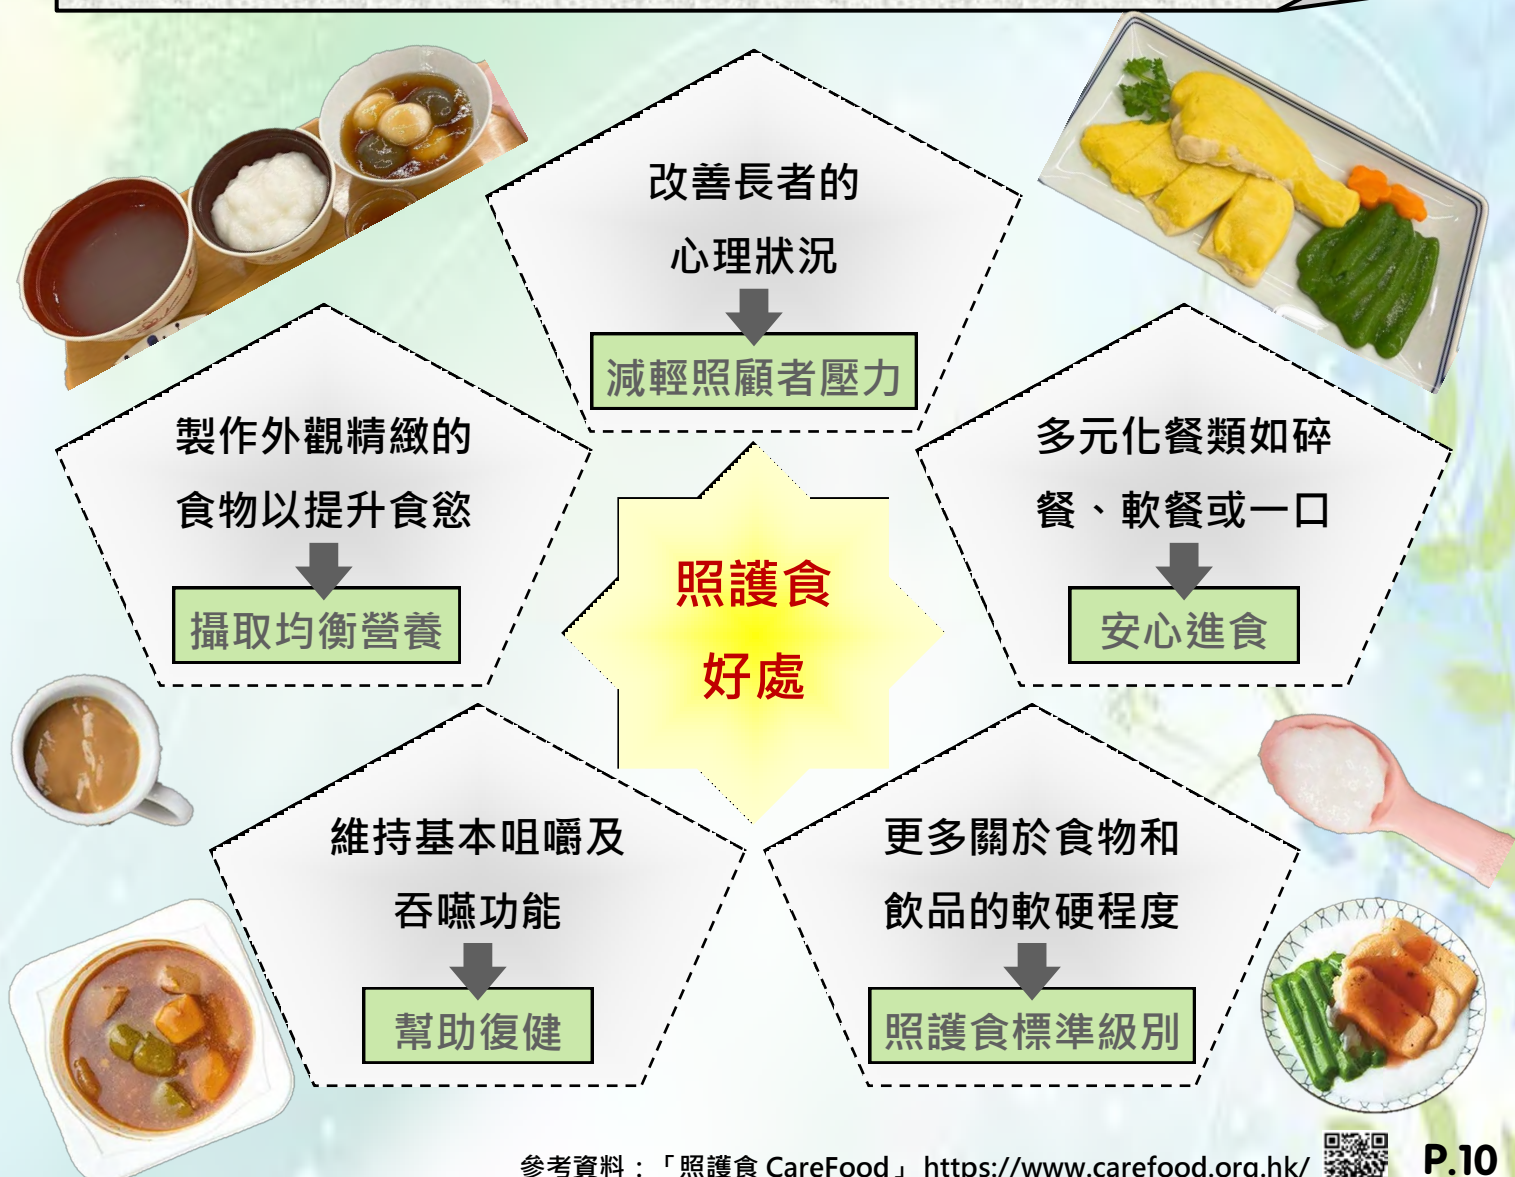 改善長者的
心理狀況
減輕照顧者壓力
製作外觀精緻的
食物以提升食慾
攝取均衡營養
多元化餐類如碎
餐、軟餐或一口
安心進食
照護食
好處
維持基本咀嚼及
吞嚥功能
幫助復健
更多關於食物和
飲品的軟硬程度
照護食標準級別
參考資料：「照護食 CareFood」 https://www.carefood.org.hk/
P.10